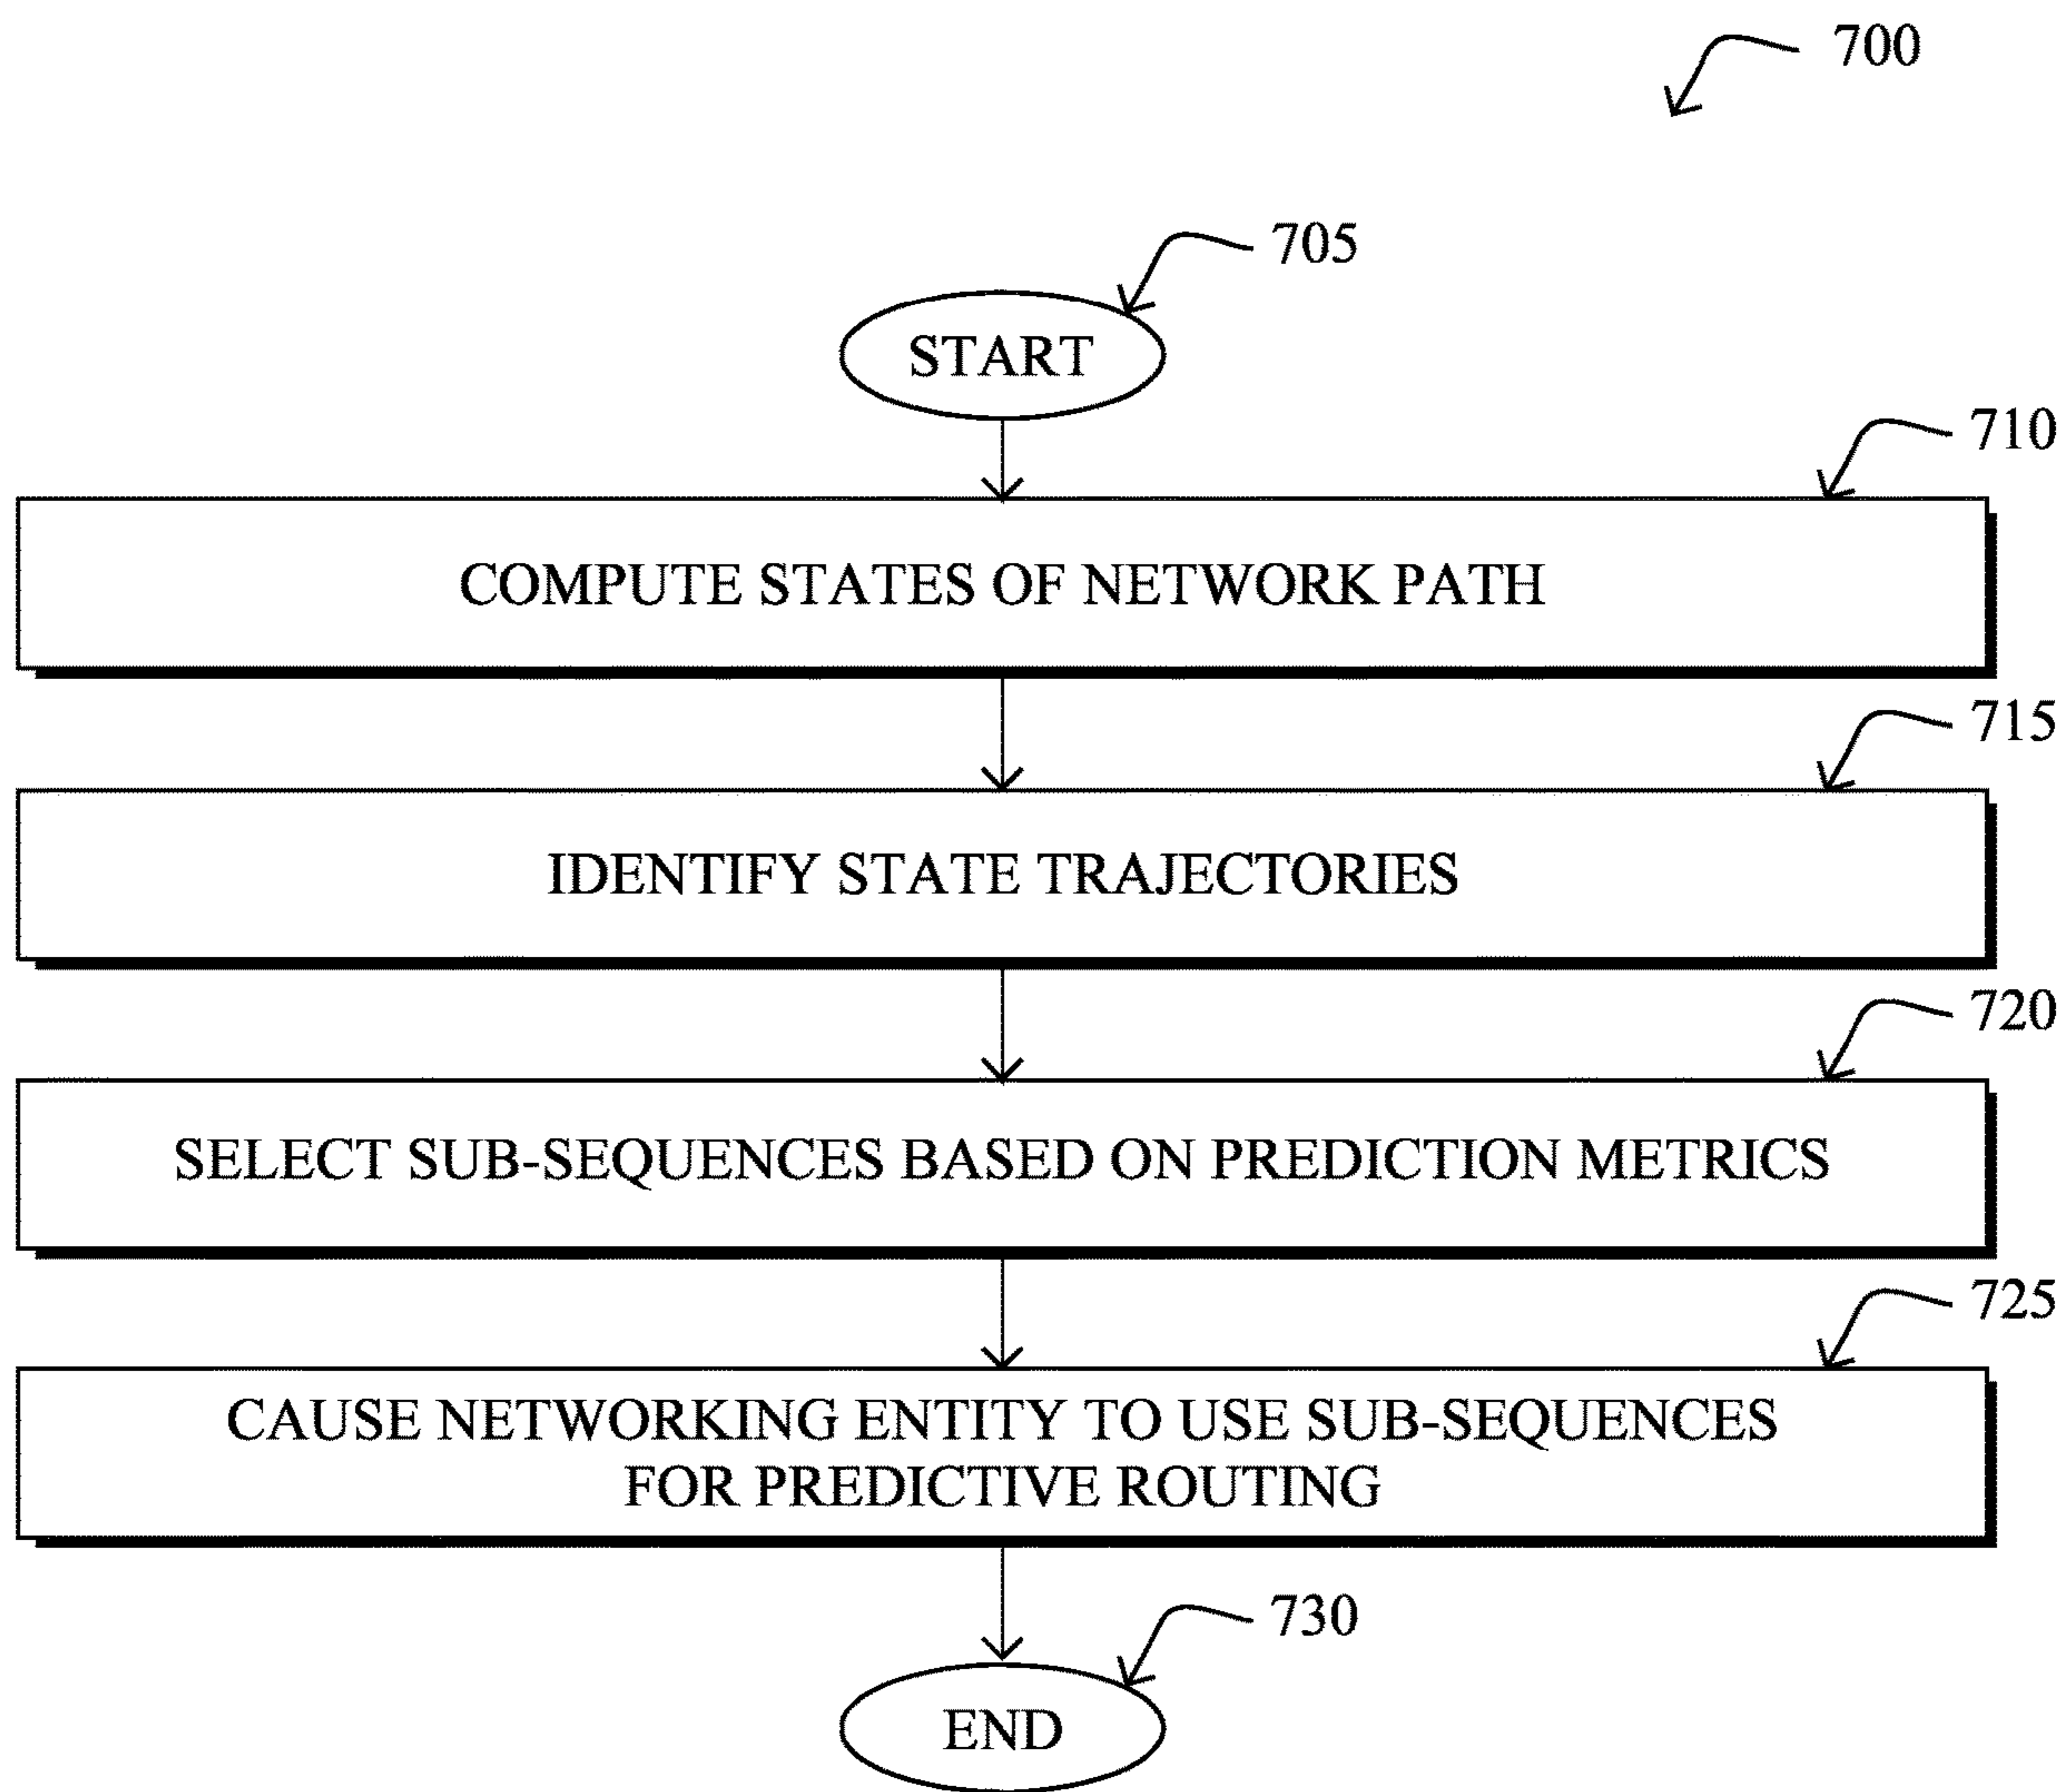 700
705
START
710
COMPUTE STATES OF NETWORK PATH
715
IDENTIFY STATE TRAJECTORIES
720
SELECT SUB-SEQUENCES BASED ON PREDICTION METRICS
725
CAUSE NETWORKING ENTITY TO USE SUB-SEQUENCES
FOR PREDICTIVE ROUTING
730
END